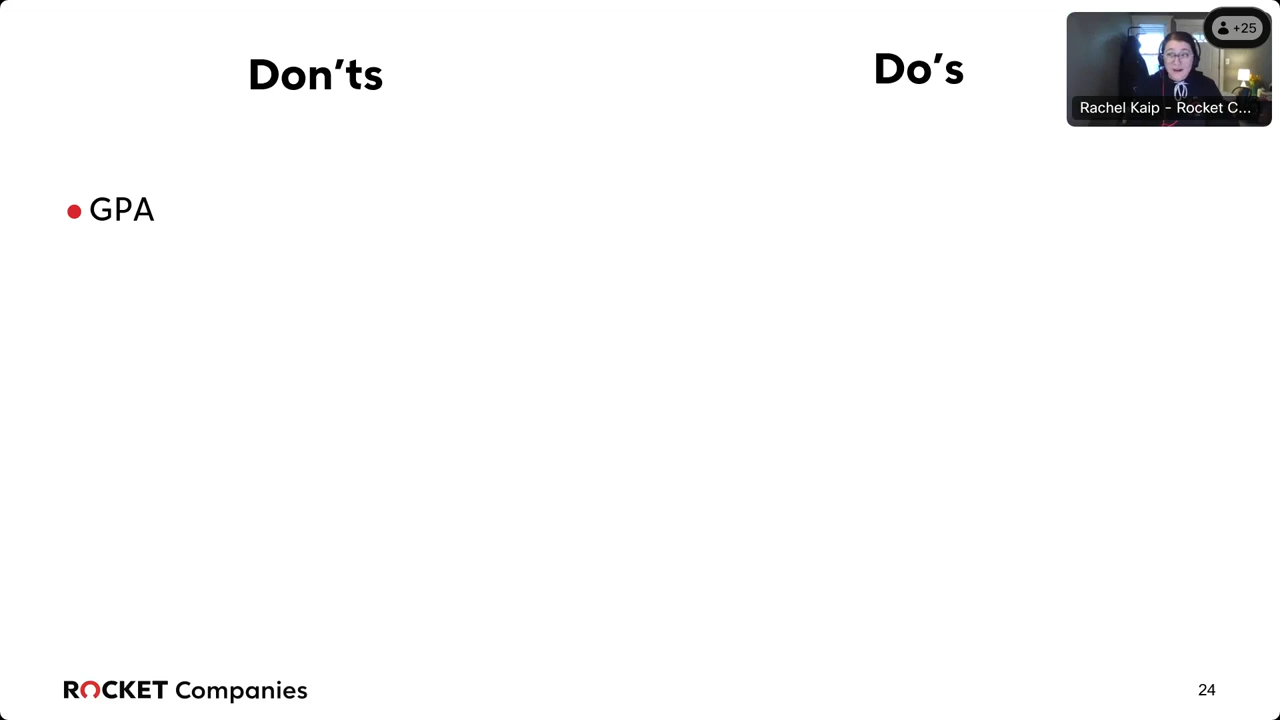 Don’ts
Do’s
+25
Rachel Kaip - Rocket C...
GPA
ROCKET Companies
24